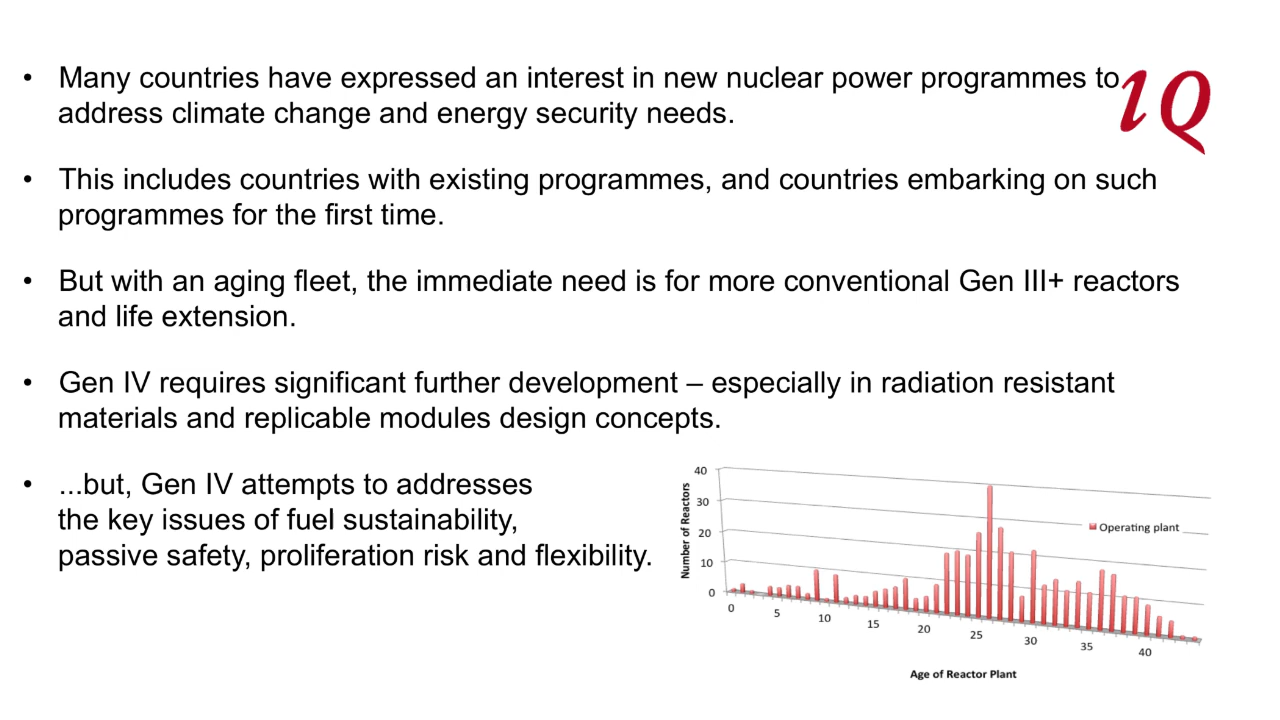 • Many countries have expressed an interest in new nuclear power programmes to
address climate change and energy security needs.
iQ
• This includes countries with existing programmes, and countries embarking on such
programmes for the first time.
• But with an aging fleet, the immediate need is for more conventional Gen III+ reactors
and life extension.
• Gen IV requires significant further development – especially in radiation resistant
materials and replicable modules design concepts.
• ...but, Gen IV attempts to addresses
the key issues of fuel sustainability,
passive safety, proliferation risk and flexibility.
Number of Reactors
40
30
20
10
0
Operating plant
0 5 10 15 20 25 30 35 40
Age of Reactor Plant